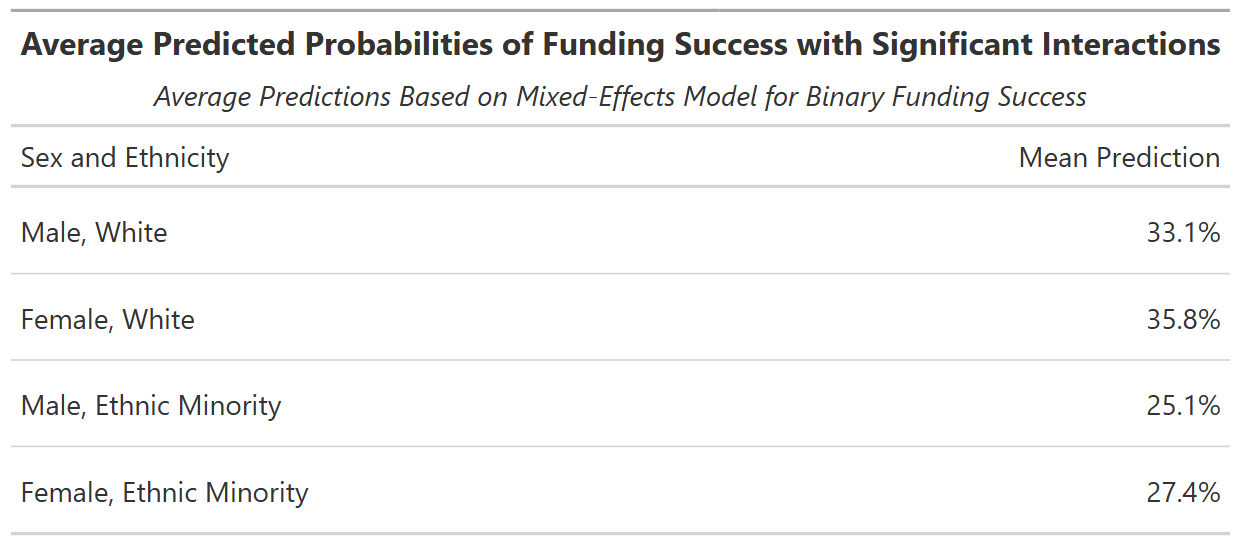 Average Predicted Probabilities of Funding Success with Significant Interactions
Average Predictions Based on Mixed-Effects Model for Binary Funding Success
Sex and Ethnicity Mean Prediction
Male, White 33.1%
Female, White 35.8%
Male, Ethnic Minority 25.1%
Female, Ethnic Minority 27.4%